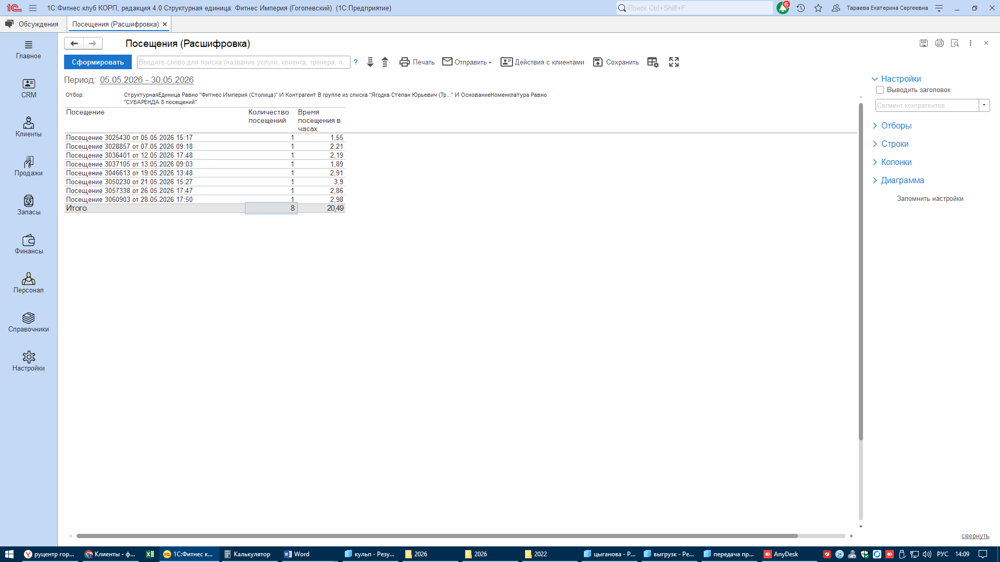 1С:Фитнес клуб КОРП, редакция 4.0 Структурная единица: Фитнес Империя (Гоголевский) (1С:Предприятие)
Поиск Ctrl+Shift+F
6
Тараева Екатерина Сергеевна
Обсуждения
Посещения (Расшифровка)
Главное
CRM
Клиенты
Продажи
Запасы
Финансы
Персонал
Справочники
Настройки
Посещения (Расшифровка)
Сформировать
Введите слово для поиска (название услуги, клиента, тренера, п...
?
Печать
Отправить
Действия с клиентами
Сохранить
Период: 05.05.2026 - 30.05.2026
Отбор: СтруктурнаяЕдиница Равно "Фитнес Империя (Столица)" И Контрагент В группе из списка "Ягодка Степан Юрьевич (Тр..." И ОснованиеНоменклатура Равно
"СУБАРЕНДА 8 посещений"
Посещение Количество посещений Время посещения в часах
Посещение 3025430 от 05.05.2026 15:17 1 1,55
Посещение 3028857 от 07.05.2026 09:18 1 2,21
Посещение 3036401 от 12.05.2026 17:48 1 2,19
Посещение 3037105 от 13.05.2026 09:03 1 1,89
Посещение 3046613 от 19.05.2026 13:48 1 2,91
Посещение 3050230 от 21.05.2026 15:27 1 3,9
Посещение 3057338 от 26.05.2026 17:47 1 2,86
Посещение 3060903 от 28.05.2026 17:50 1 2,98
Итого 8 20,49
Настройки
Выводить заголовок
Сегмент контрагентов
Отборы
Строки
Колонки
Диаграмма
Запомнить настройки
свернуть
руцентр гор...
Клиенты - ф...
1С:Фитнес к...
Калькулятор
Word
кульп - Резу...
2026
2026
2022
цыганова - Р...
выгрузк - Ре...
передача пр...
AnyDesk
24
РУС
14:09